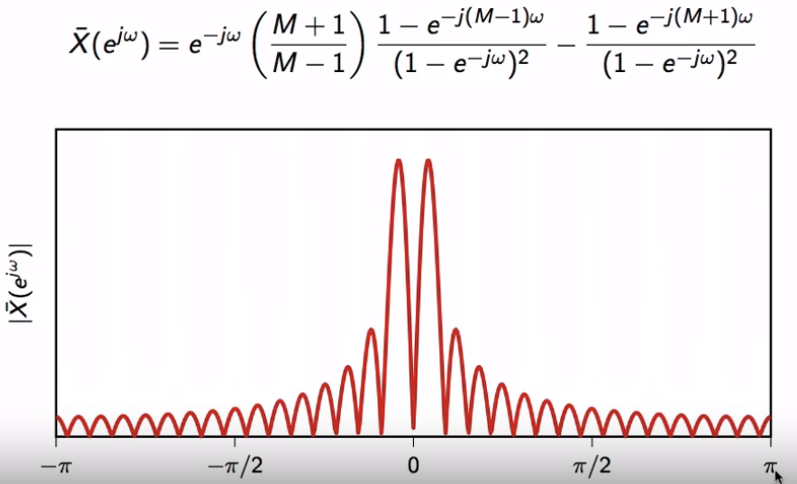 X̄(e^{jω}) = e^{-jω} ((M + 1)/(M − 1)) (1 − e^{-j(M−1)ω})/((1 − e^{-jω})²) − (1 − e^{-j(M+1)ω})/((1 − e^{-jω})²)
|X̄(e^{jω})|
−π −π/2 0 π/2 π